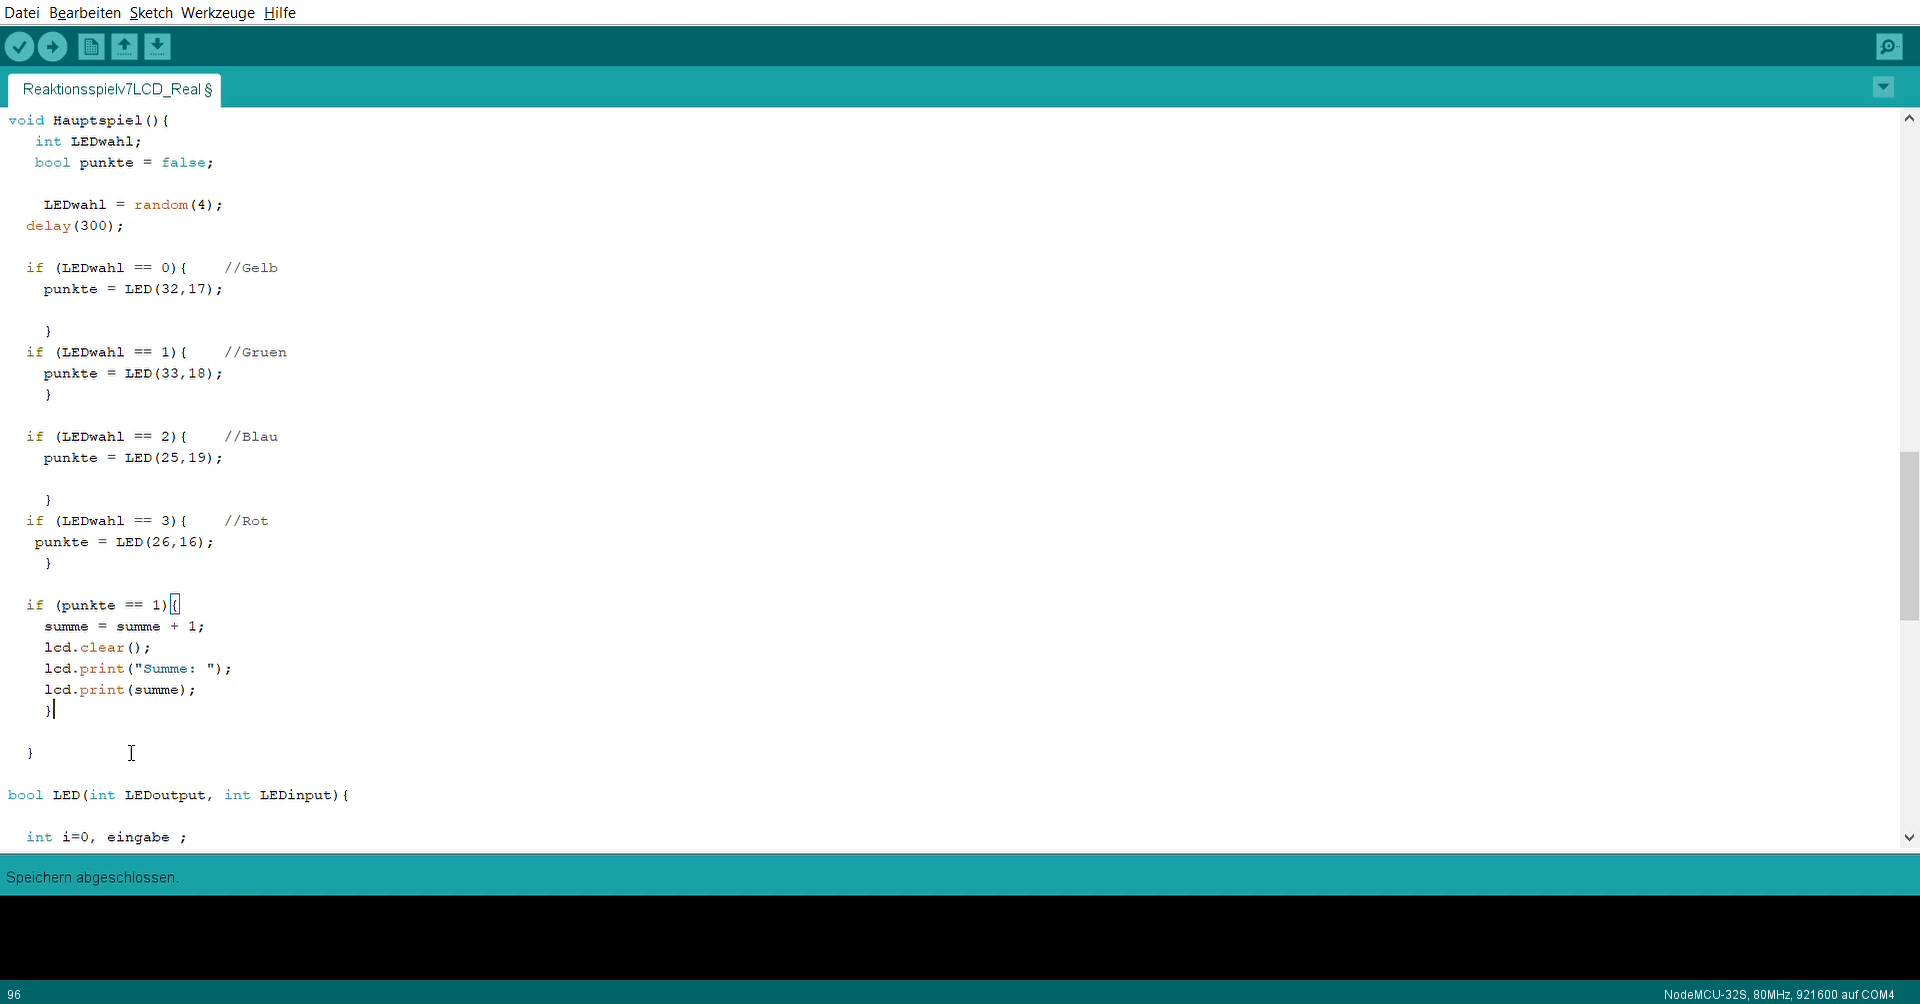 Datei Bearbeiten Sketch Werkzeuge Hilfe
Reaktionsspielv7LCD_Real §
void Hauptspiel(){
int LEDwahl;
bool punkte = false;
LEDwahl = random(4);
delay(300);
if (LEDwahl == 0){ //Gelb
punkte = LED(32,17);
}
if (LEDwahl == 1){ //Gruen
punkte = LED(33,18);
}
if (LEDwahl == 2){ //Blau
punkte = LED(25,19);
}
if (LEDwahl == 3){ //Rot
punkte = LED(26,16);
}
if (punkte == 1){
summe = summe + 1;
lcd.clear();
lcd.print("Summe: ");
lcd.print(summe);
}
}
bool LED(int LEDoutput, int LEDinput){
int i=0, eingabe ;
Speichern abgeschlossen.
96
NodeMCU-32S, 80MHz, 921600 auf COM4